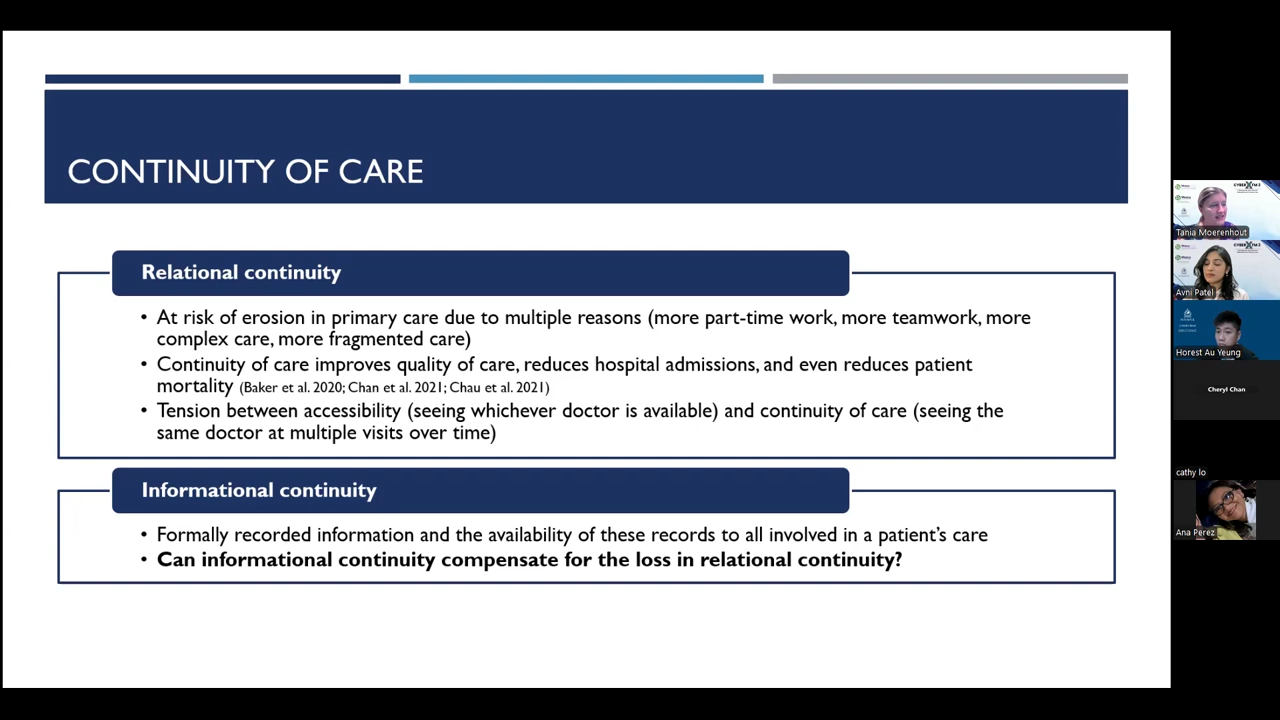 CONTINUITY OF CARE
Relational continuity
• At risk of erosion in primary care due to multiple reasons (more part-time work, more teamwork, more
complex care, more fragmented care)
• Continuity of care improves quality of care, reduces hospital admissions, and even reduces patient
mortality (Baker et al. 2020; Chan et al. 2021; Chau et al. 2021)
• Tension between accessibility (seeing whichever doctor is available) and continuity of care (seeing the
same doctor at multiple visits over time)
Informational continuity
• Formally recorded information and the availability of these records to all involved in a patient's care
• Can informational continuity compensate for the loss in relational continuity?
Tania Moerenhout
Avni Patel
Horest Au Yeung
Cheryl Chan
cathy lo
Ana Perez